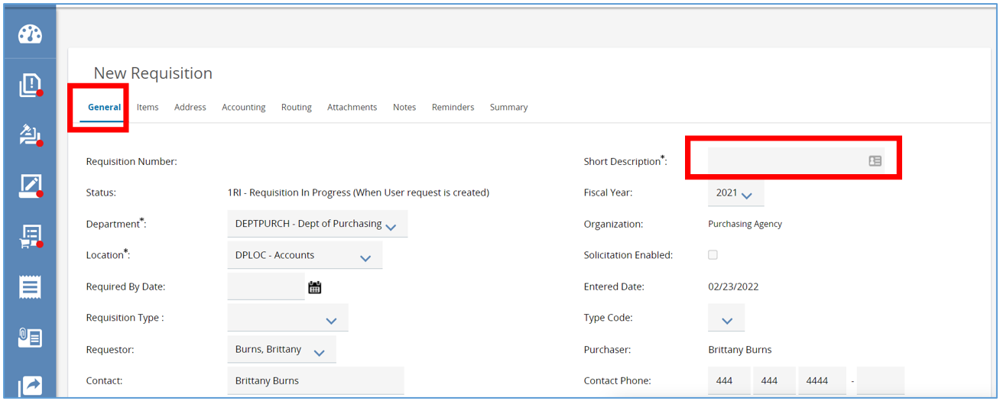 New Requisition
General Items Address Accounting Routing Attachments Notes Reminders Summary
Requisition Number: Short Description*:
Status: 1RI - Requisition In Progress (When User request is created) Fiscal Year: 2021
Department*: DEPTPURCH - Dept of Purchasing Organization: Purchasing Agency
Location*: DPLOC - Accounts Solicitation Enabled:
Required By Date: Entered Date: 02/23/2022
Requisition Type : Type Code:
Requestor: Burns, Brittany Purchaser: Brittany Burns
Contact: Brittany Burns Contact Phone: 444 444 4444 -